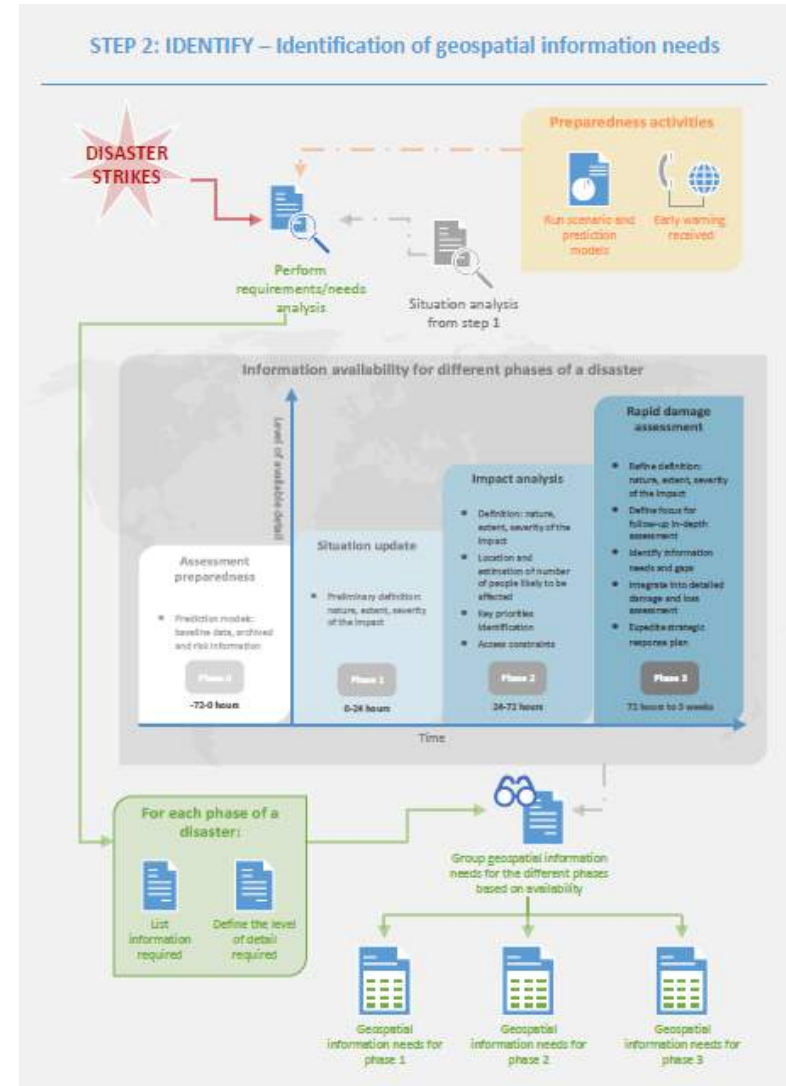 STEP 2: IDENTIFY – Identification of geospatial information needs
DISASTER
STRIKES
Preparedness activities
Run scenario and
prediction
models
Early warning
received
Perform
requirements/needs
analysis
Situation analysis
from step 1
Information availability for different phases of a disaster
Level of available detail
Assessment
preparedness
• Prediction models:
baseline data, archived
and risk information
Phase 0
-72-0 hours
Situation update
• Preliminary definition:
nature, extent, severity
of the impact
Phase 1
0-24 hours
Impact analysis
• Definition: nature,
extent, severity of the
impact
• Location and
estimation of number
of people likely to be
affected
• Key priorities
identification
• Access constraints
Phase 2
24-72 hours
Rapid damage
assessment
• Refine definition:
nature, extent, severity
of the impact
• Define focus for
follow-up in-depth
assessment
• Identify information
needs and gaps
• Integrate into detailed
damage and loss
assessment
• Expedite strategic
response plan
Phase 3
72 hours to 3 weeks
Time
For each phase of a
disaster:
List
information
required
Define the level
of detail
required
Group geospatial information
needs for the different phases
based on availability
Geospatial
information needs for
phase 1
Geospatial
information needs for
phase 2
Geospatial
information needs for
phase 3